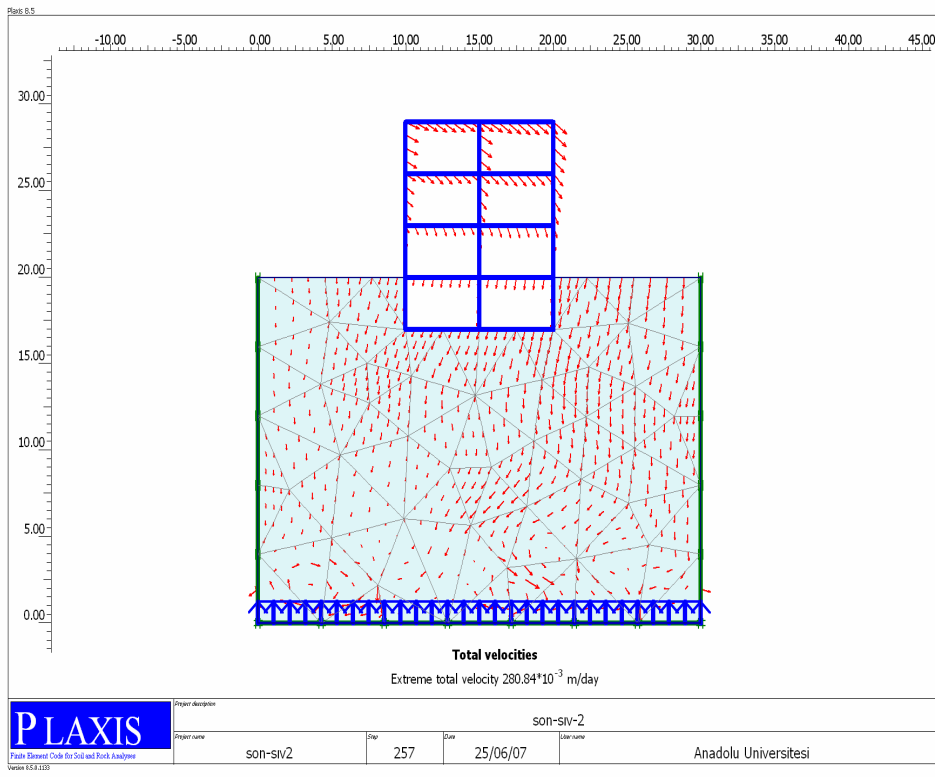 Plaxis 8.5
-10,00 -5,00 0,00 5,00 10,00 15,00 20,00 25,00 30,00 35,00 40,00 45,00
30.00
25.00
20.00
15.00
10.00
5.00
0.00
Total velocities
Extreme total velocity 280.84*10-3 m/day
PLAXIS
Finite Element Code for Soil and Rock Analyses
Version 8.5.0.1133
Project description
son-sıv-2
Project name
son-sıv2
Step
257
Date
25/06/07
User name
Anadolu Universitesi